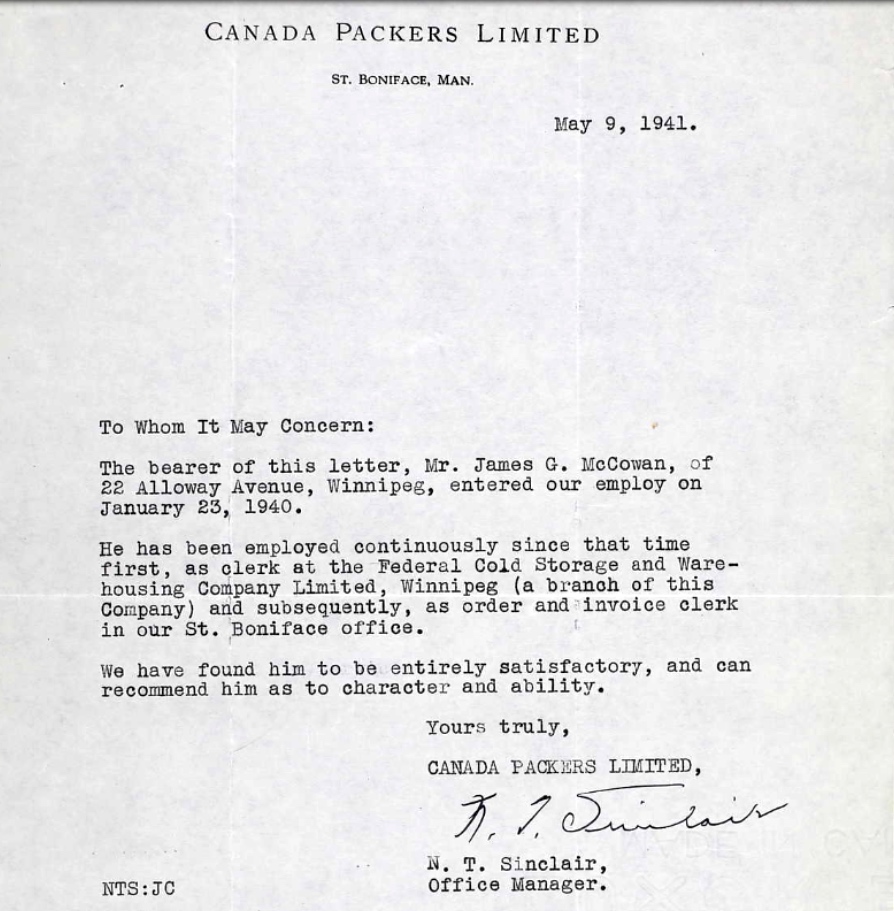 CANADA PACKERS LIMITED
ST. BONIFACE, MAN.
May 9, 1941.
To Whom It May Concern:
The bearer of this letter, Mr. James G. McCowan, of
22 Alloway Avenue, Winnipeg, entered our employ on
January 23, 1940.
He has been employed continuously since that time
first, as clerk at the Federal Cold Storage and Ware-
housing Company Limited, Winnipeg (a branch of this
Company) and subsequently, as order and invoice clerk
in our St. Boniface office.
We have found him to be entirely satisfactory, and can
recommend him as to character and ability.
Yours truly,
CANADA PACKERS LIMITED,
N. T. Sinclair
N. T. Sinclair,
Office Manager.
NTS:JC